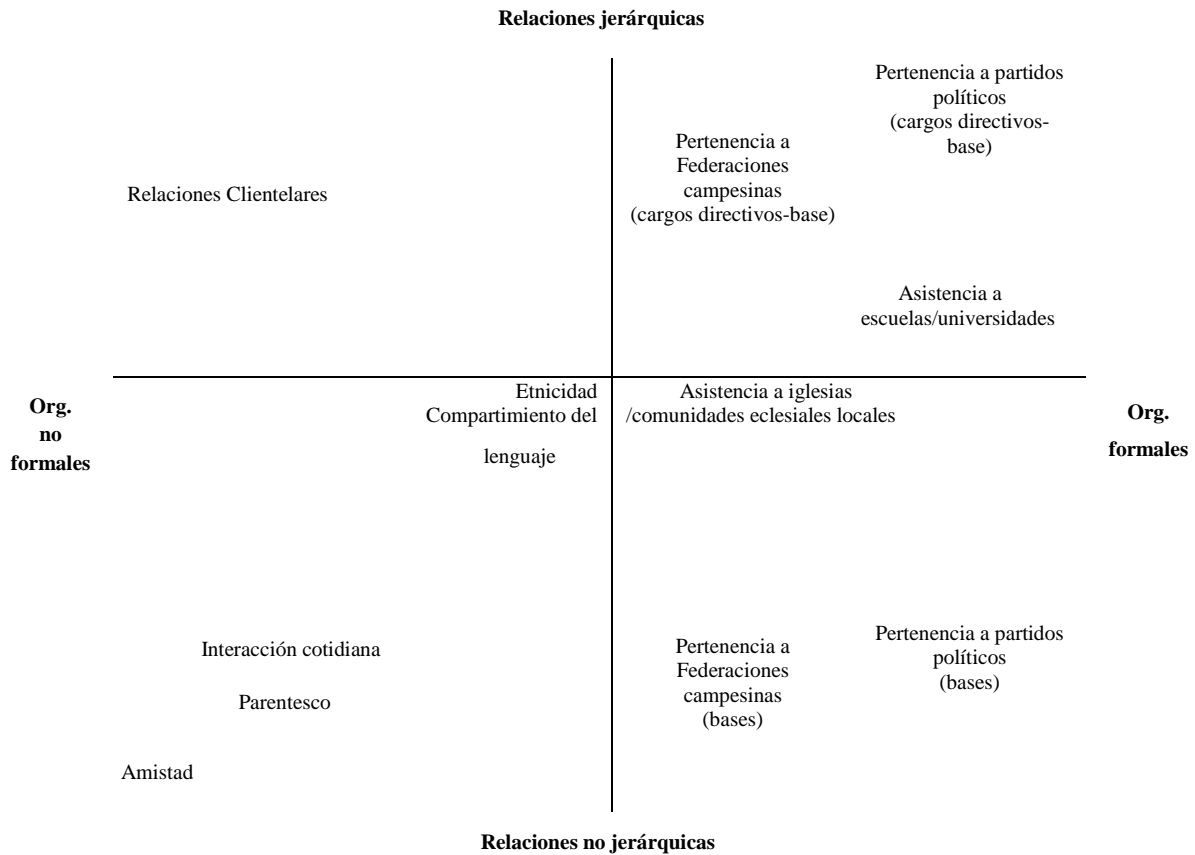 Relaciones jerárquicas
Pertenencia a partidos
políticos
(cargos directivos-
base)
Pertenencia a
Federaciones
campesinas
(cargos directivos-base)
Relaciones Clientelares
Asistencia a
escuelas/universidades
Org.
no
formales
Etnicidad
Compartimiento del
lenguaje
Asistencia a iglesias
/comunidades eclesiales locales
Org.
formales
Interacción cotidiana
Parentesco
Amistad
Pertenencia a
Federaciones
campesinas
(bases)
Pertenencia a partidos
políticos
(bases)
Relaciones no jerárquicas